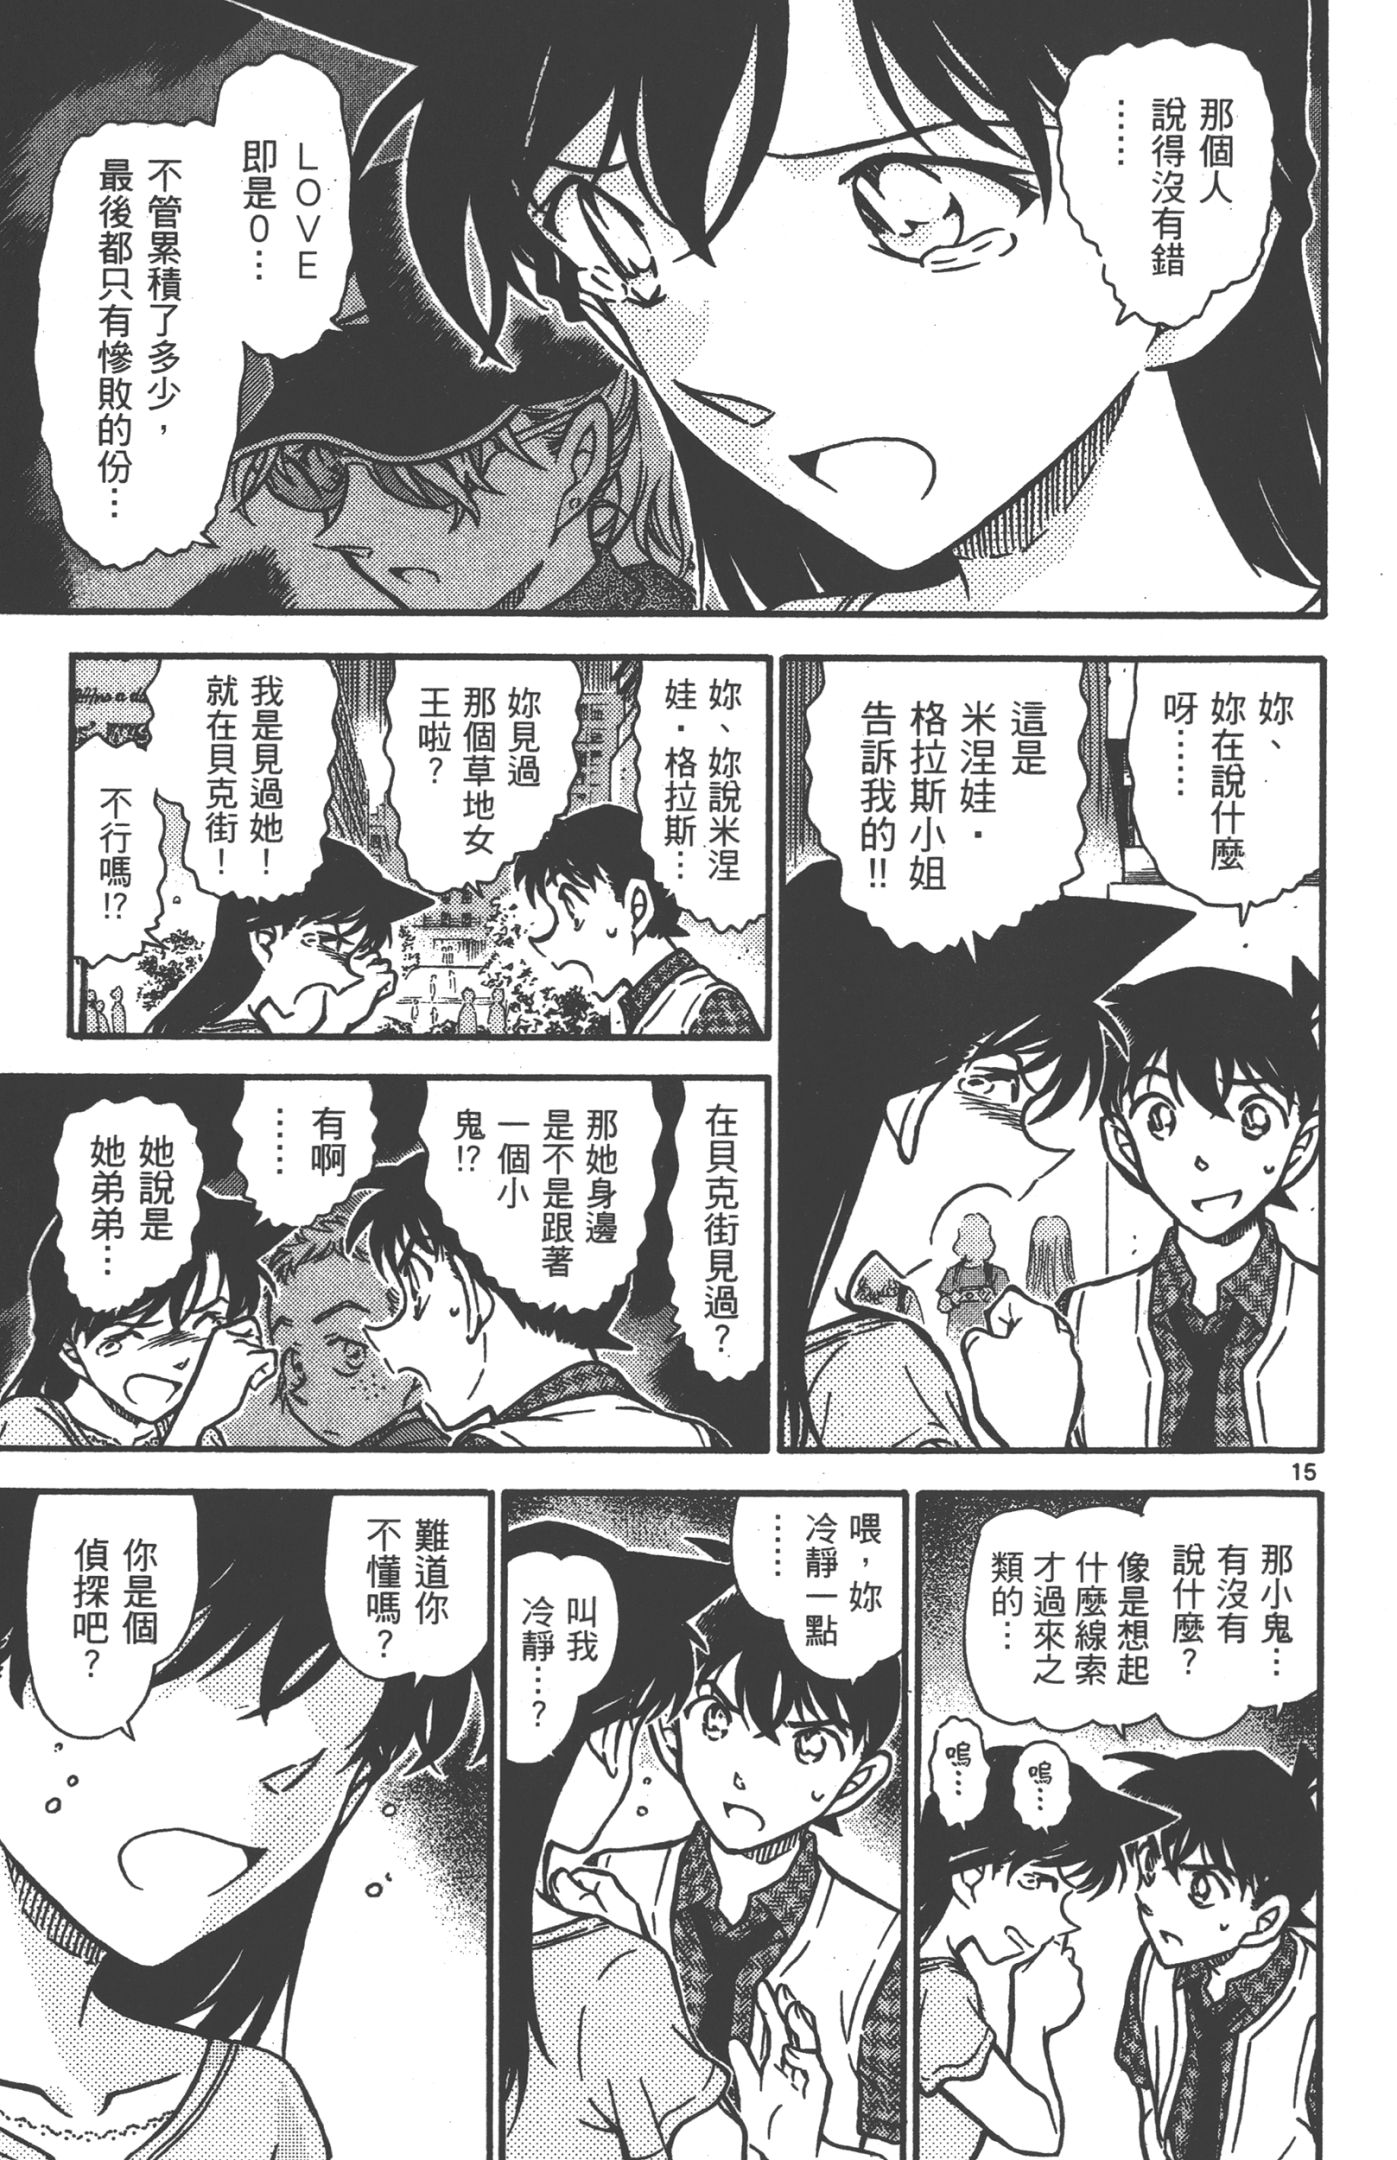 那個人
說得沒有錯
……
LOVE
即是0…
不管累積了多少，
最後都只有慘敗的份…
妳、
妳在說什麼
呀……
這是
米涅娃・
格拉斯小姐
告訴我的!!
妳、妳說米涅
娃・格拉斯…
妳見過
那個草地女
王啦？
我是見過她！
就在貝克街！
不行嗎!?
在貝克街見過？
那她身邊
是不是跟著
一個小
鬼!?
有啊
……
她說是
她弟弟…
15
那小鬼…
有沒有
說什麼？
像是想起
什麼線索
才過來之
類的…
嗚…
嗚…
喂，妳
冷靜一點
……
叫我
冷靜…？
難道你
不懂嗎？
你是個
偵探吧？